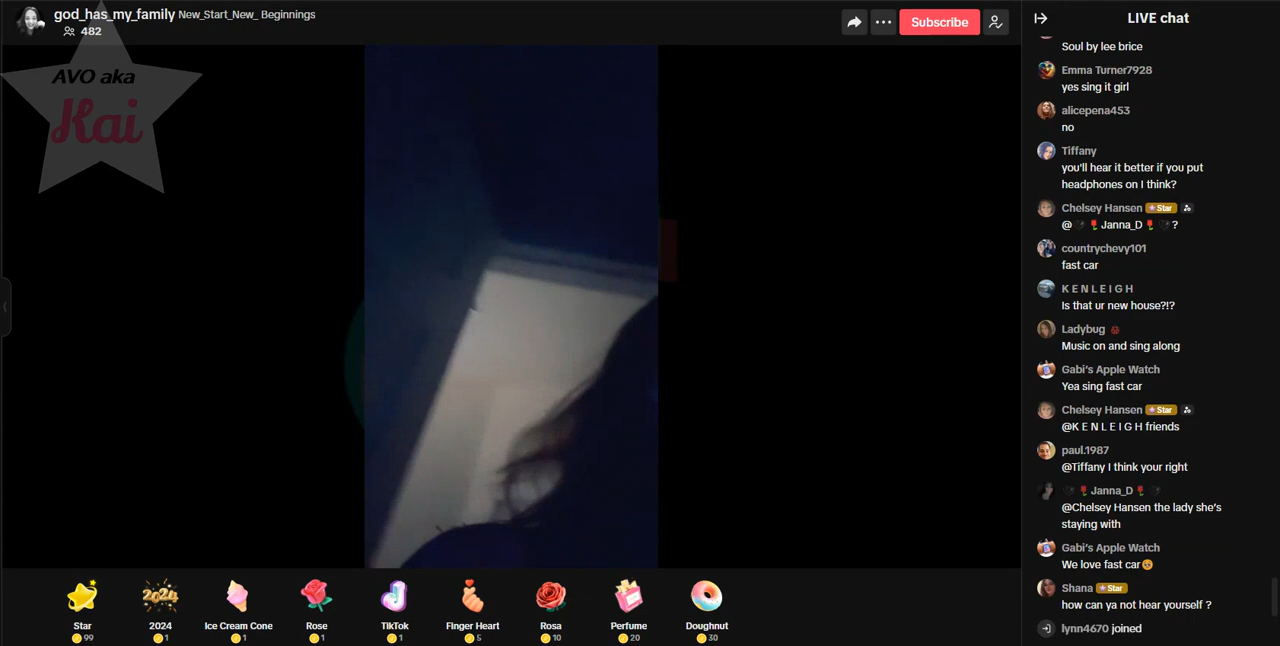 god_has_my_family New_Start_New_ Beginnings
482
Subscribe
AVO aka
Kai
LIVE chat
Soul by lee brice
Emma Turner7928
yes sing it girl
alicepena453
no
Tiffany
you'll hear it better if you put
headphones on I think?
Chelsey Hansen Star
@🖤🌹Janna_D🌹🖤?
countrychevy101
fast car
K E N L E I G H
Is that ur new house?!?
Ladybug 🐞
Music on and sing along
Gabi's Apple Watch
Yea sing fast car
Chelsey Hansen Star
@K E N L E I G H friends
paul.1987
@Tiffany I think your right
🖤🌹Janna_D🌹🖤
@Chelsey Hansen the lady she's
staying with
Gabi's Apple Watch
We love fast car🥺
Shana Star
how can ya not hear yourself ?
lynn4670 joined
2024
Star
2024
Ice Cream Cone
Rose
TikTok
Finger Heart
Rosa
Perfume
Doughnut
99
1
1
1
1
5
10
20
30